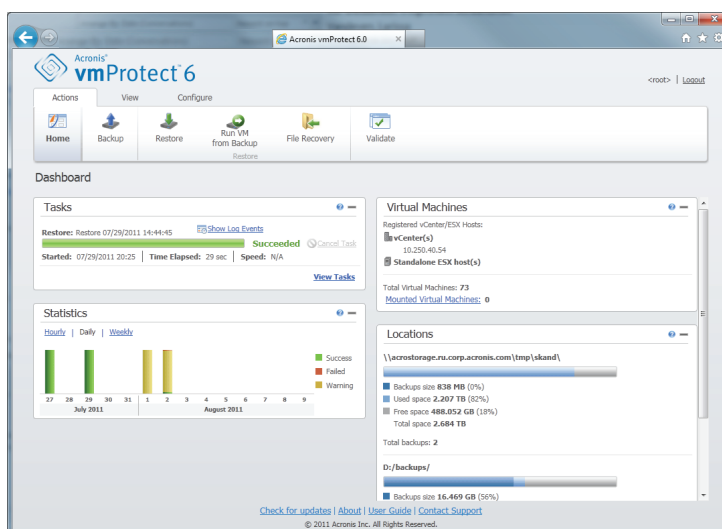 Acronis vmProtect 6.0
Acronis®
vmProtect™ 6
<root> | Logout
Actions View Configure
Home Backup Restore Run VM from Backup File Recovery Validate
Restore
Dashboard
Tasks
Restore: Restore 07/29/2011 14:44:45 Show Log Events
Succeeded Cancel Task
Started: 07/29/2011 20:25 | Time Elapsed: 29 sec | Speed: N/A
View Tasks
Statistics
Hourly | Daily | Weekly
Success
Failed
Warning
27 28 29 30 31 1 2 3 4 5 6 7 8 9
July 2011 August 2011
Virtual Machines
Registered vCenter/ESX Hosts:
vCenter(s)
10.250.40.54
Standalone ESX host(s)
Total Virtual Machines: 73
Mounted Virtual Machines: 0
Locations
\\acrostorage.ru.corp.acronis.com\tmp\skand\
Backups size 838 MB (0%)
Used space 2.207 TB (82%)
Free space 488.052 GB (18%)
Total space 2.684 TB
Total backups: 2
D:/backups/
Backups size 16.469 GB (56%)
Check for updates | About | User Guide | Contact Support
© 2011 Acronis Inc. All Rights Reserved.